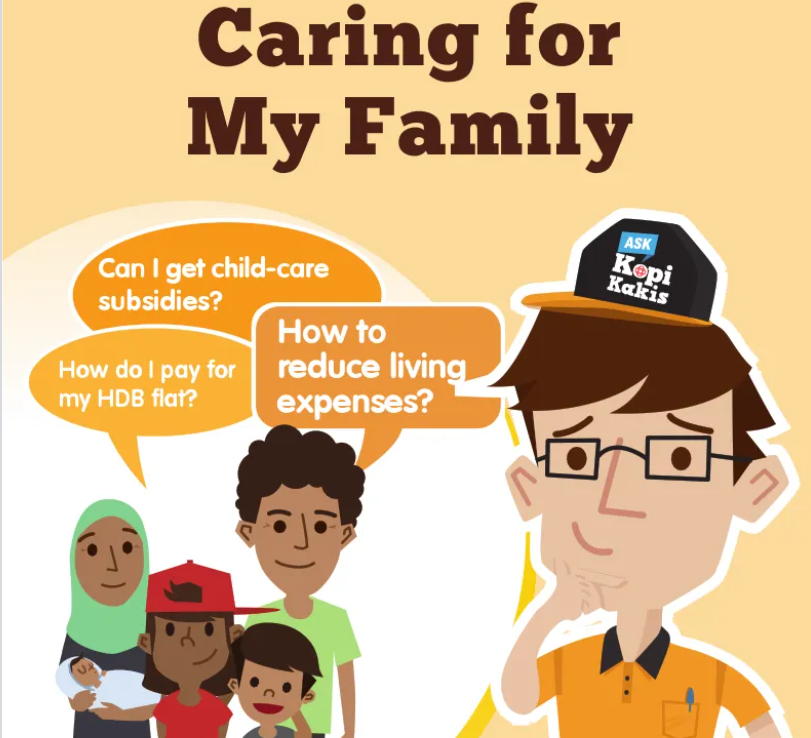 Caring for
My Family
Can I get child-care
subsidies?
How do I pay for
my HDB flat?
How to
reduce living
expenses?
ASK
Kopi
Kakis